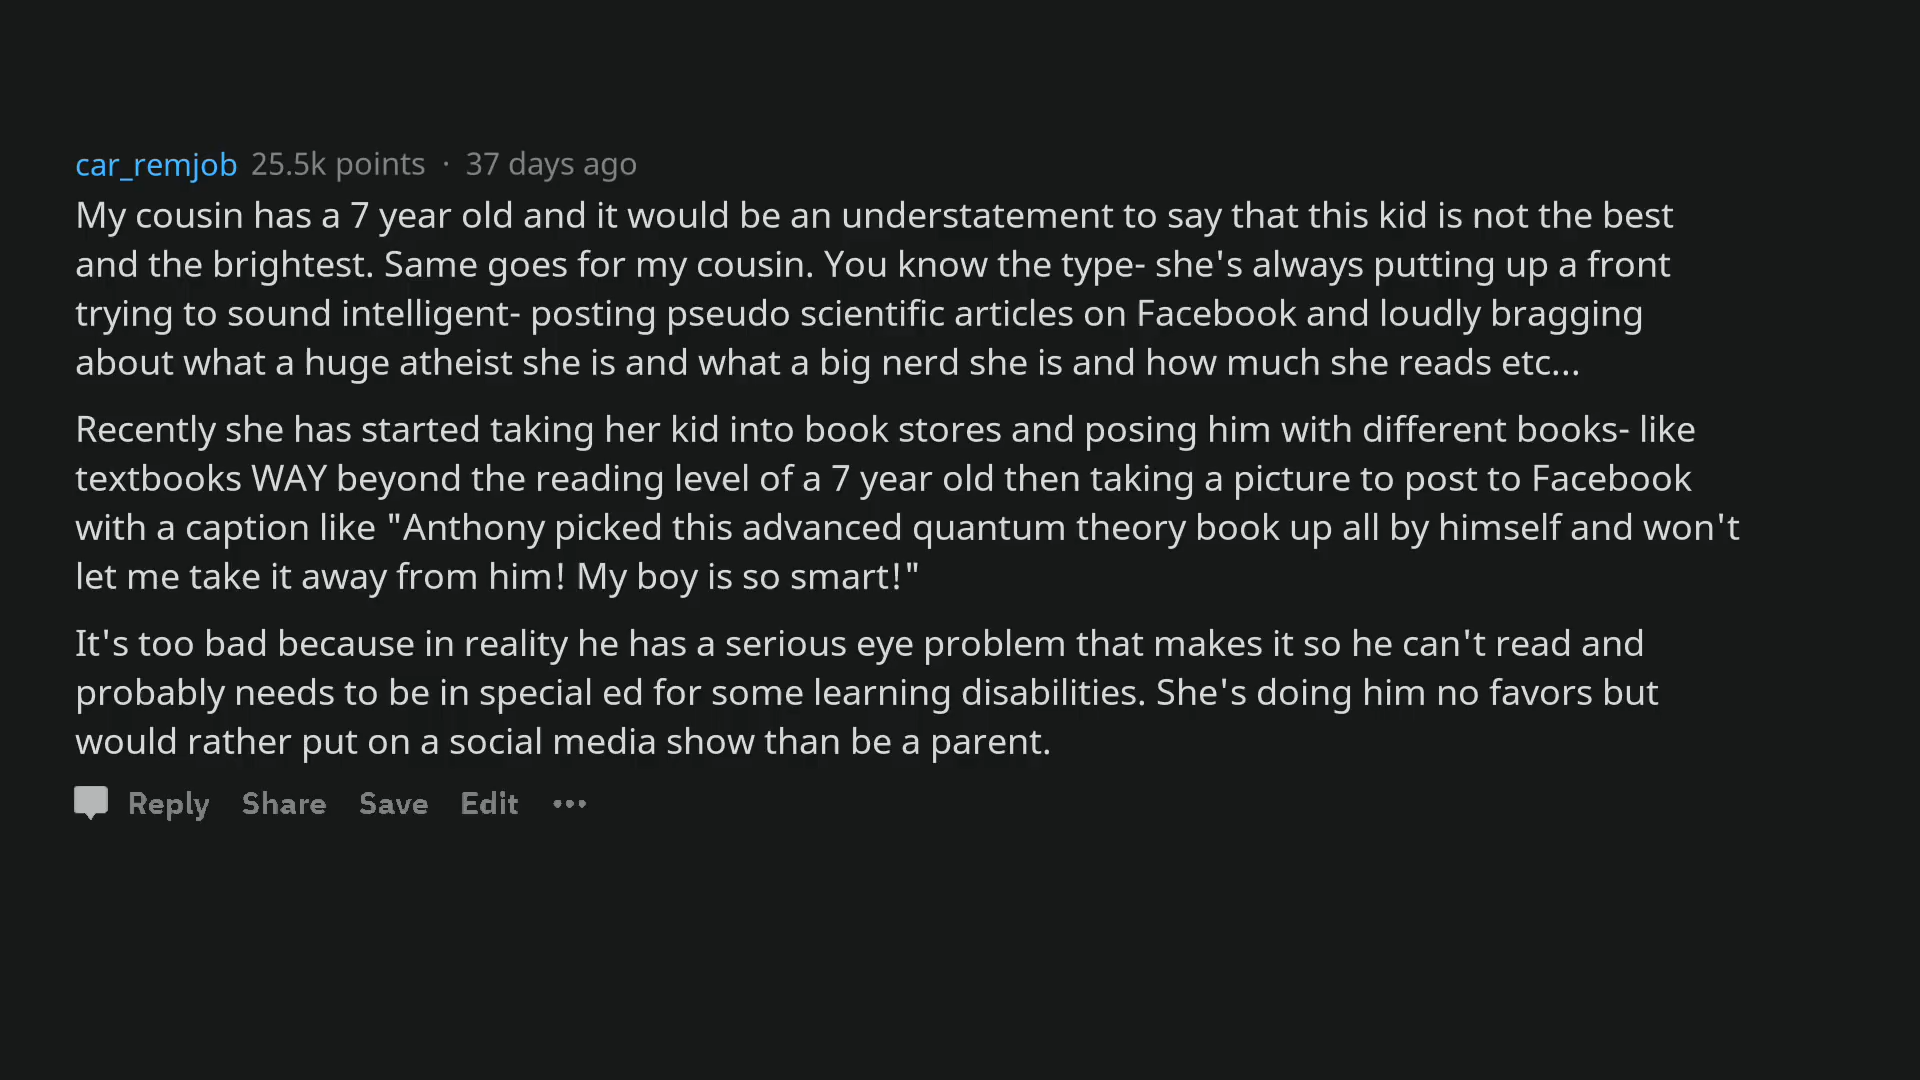 car_remjob 25.5k points · 37 days ago
My cousin has a 7 year old and it would be an understatement to say that this kid is not the best
and the brightest. Same goes for my cousin. You know the type- she's always putting up a front
trying to sound intelligent- posting pseudo scientific articles on Facebook and loudly bragging
about what a huge atheist she is and what a big nerd she is and how much she reads etc...
Recently she has started taking her kid into book stores and posing him with different books- like
textbooks WAY beyond the reading level of a 7 year old then taking a picture to post to Facebook
with a caption like "Anthony picked this advanced quantum theory book up all by himself and won't
let me take it away from him! My boy is so smart!"
It's too bad because in reality he has a serious eye problem that makes it so he can't read and
probably needs to be in special ed for some learning disabilities. She's doing him no favors but
would rather put on a social media show than be a parent.
Reply Share Save Edit •••